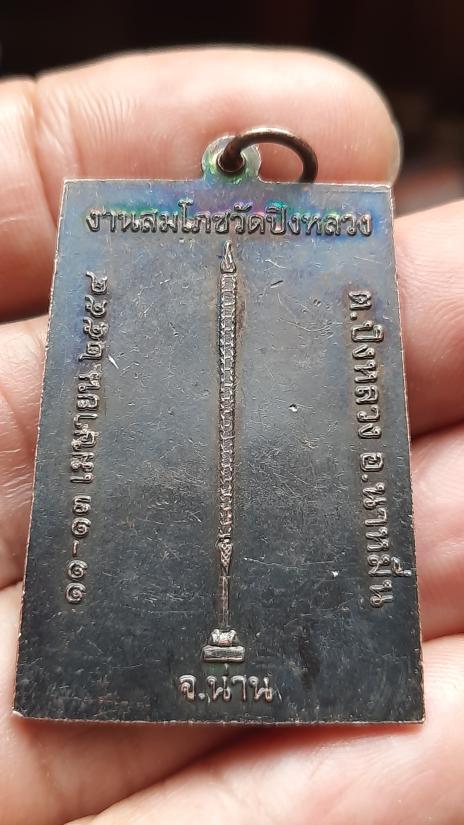 งานสมโภชวัดปิงหลวง
๑๑-๑๓ เมษายน ๒๕๕๔
ต.ปิงหลวง อ.นาหมื่น
จ.น่าน